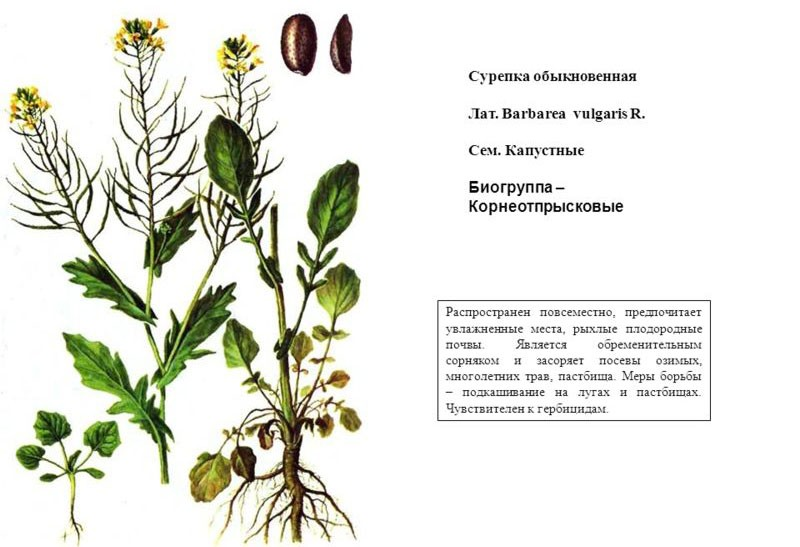 Сурепка обыкновенная
Лат. Barbarea vulgaris R.
Сем. Капустные
Биогруппа –
Корнеотпрысковые
Распространен повсеместно, предпочитает
увлажненные места, рыхлые плодородные
почвы. Является обременительным
сорняком и засоряет посевы озимых,
многолетних трав, пастбища. Меры борьбы
– подкашивание на лугах и пастбищах.
Чувствителен к гербицидам.